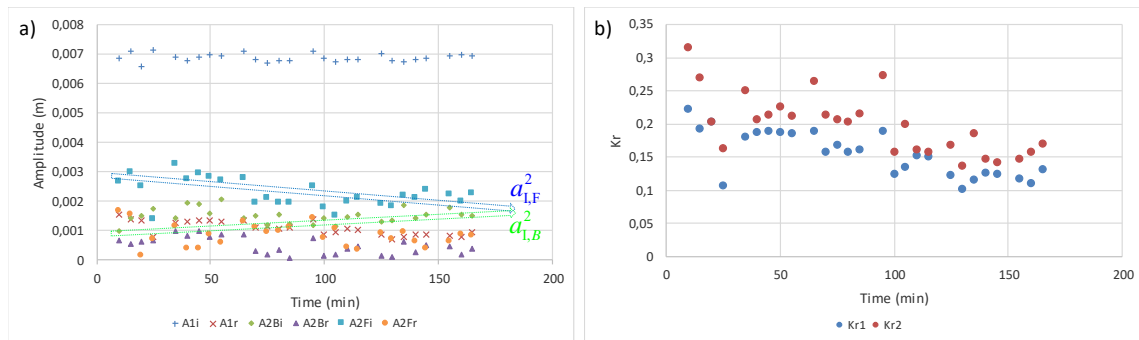 a)
0,008
0,007
0,006
0,005
0,004
0,003
0,002
0,001
0
0
50
100
150
200
Amplitude (m)
Time (min)
a²I,F
a²I,B
A1i A1r A2Bi A2Br A2Fi A2Fr
b)
0,35
0,3
0,25
0,2
0,15
0,1
0,05
0
0
50
100
150
200
Kr
Time (min)
Kr1 Kr2